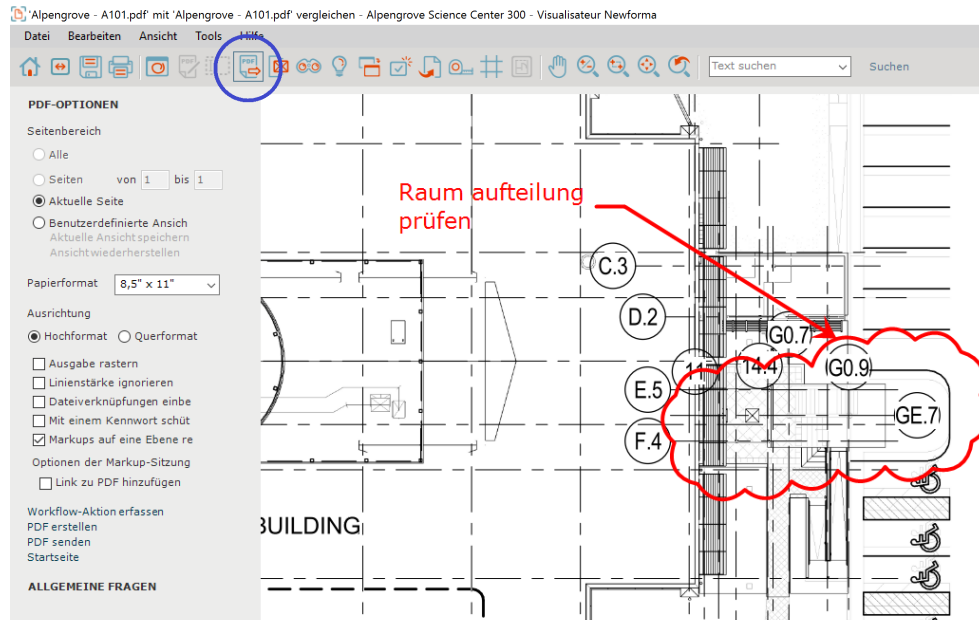 'Alpengrove - A101.pdf' mit 'Alpengrove - A101.pdf' vergleichen - Alpengrove Science Center 300 - Visualisateur Newforma
Datei Bearbeiten Ansicht Tools Hilfe
PDF PDF
Text suchen Suchen
PDF-OPTIONEN
Seitenbereich
Alle
Seiten von 1 bis 1
Aktuelle Seite
Benutzerdefinierte Ansich
Aktuelle Ansicht speichern
Ansicht wiederherstellen
Papierformat 8,5" x 11"
Ausrichtung
Hochformat Querformat
Ausgabe rastern
Linienstärke ignorieren
Dateiverknüpfungen einbe
Mit einem Kennwort schüt
Markups auf eine Ebene re
Optionen der Markup-Sitzung
Link zu PDF hinzufügen
Workflow-Aktion erfassen
PDF erstellen
PDF senden
Startseite
ALLGEMEINE FRAGEN
Raum aufteilung
prüfen
C.3
D.2
G0.7
11
14.4
G0.9
E.5
GE.7
F.4
BUILDING